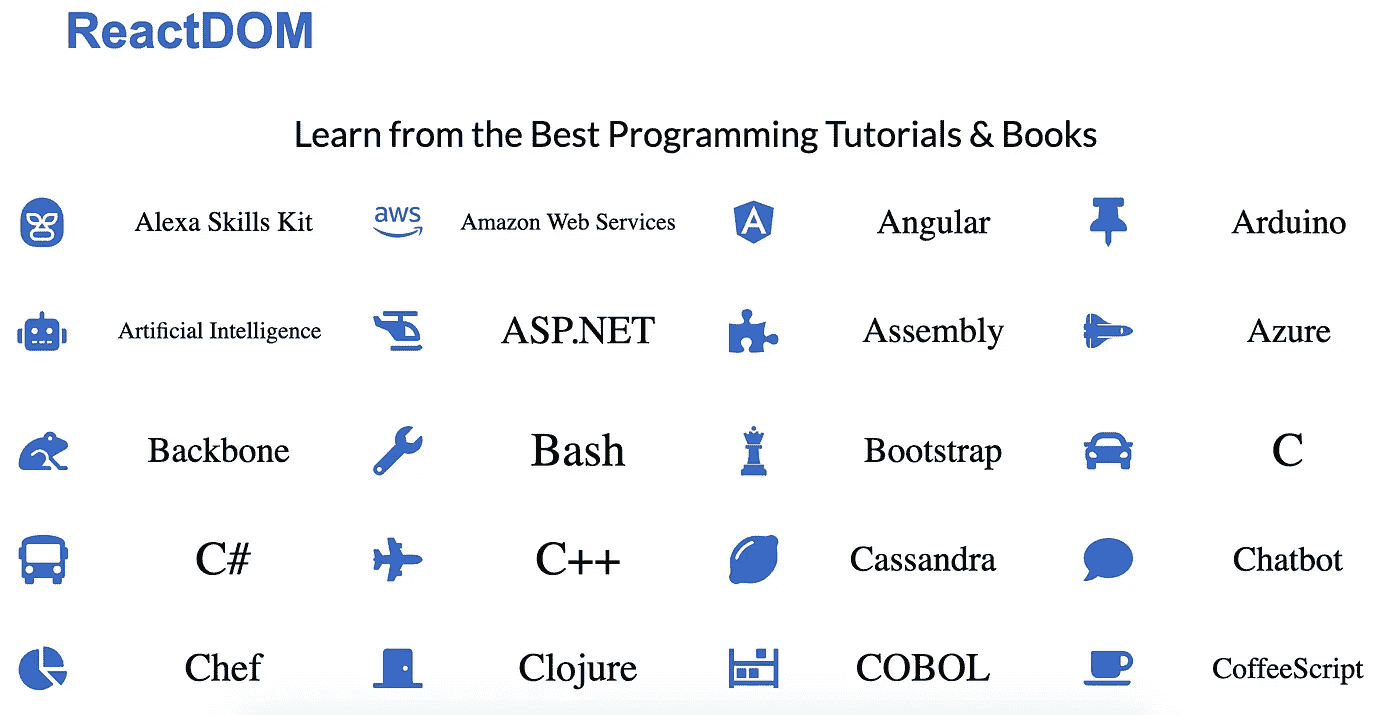 ReactDOM
Learn from the Best Programming Tutorials & Books
Alexa Skills Kit
aws
Amazon Web Services
A
Angular
Arduino
Artificial Intelligence
ASP.NET
Assembly
Azure
Backbone
Bash
Bootstrap
C
C#
C++
Cassandra
Chatbot
Chef
Clojure
COBOL
CoffeeScript